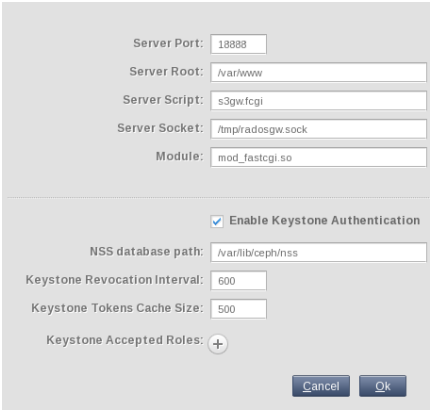 Server Port: 18888
Server Root: /var/www
Server Script: s3gw.fcgi
Server Socket: /tmp/radosgw.sock
Module: mod_fastcgi.so
Enable Keystone Authentication
NSS database path: /var/lib/ceph/nss
Keystone Revocation Interval: 600
Keystone Tokens Cache Size: 500
Keystone Accepted Roles:
Cancel Ok